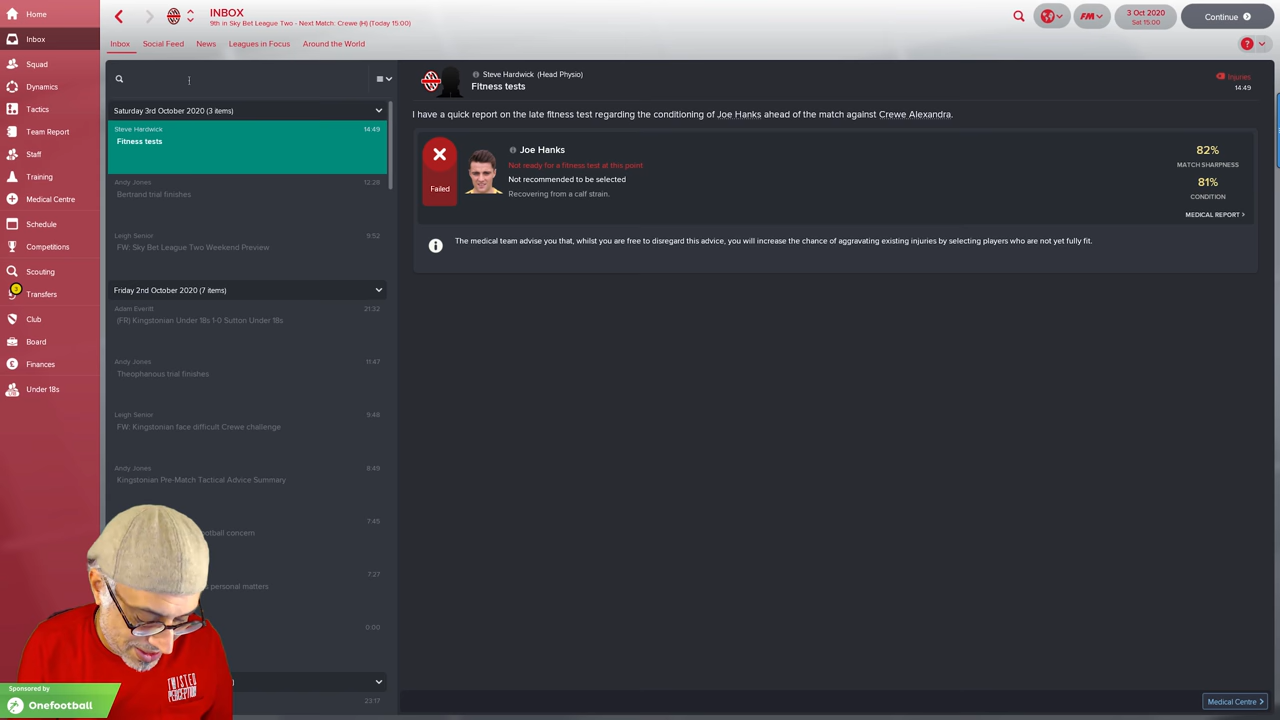 Home
Inbox
Squad
Dynamics
Tactics
Team Report
Staff
Training
Medical Centre
Schedule
Competitions
Scouting
3
Transfers
Club
Board
Finances
Under 18s
INBOX
9th in Sky Bet League Two - Next Match: Crewe (H) (Today 15:00)
FM
3 Oct 2020
Sat 15:00
Continue
Inbox
Social Feed
News
Leagues in Focus
Around the World
?
Saturday 3rd October 2020 (3 items)
Steve Hardwick 14:49
Fitness tests
Andy Jones 12:28
Bertrand trial finishes
Leigh Senior 9:52
FW: Sky Bet League Two Weekend Preview
Friday 2nd October 2020 (7 items)
Adam Everitt 21:32
(FR) Kingstonian Under 18s 1-0 Sutton Under 18s
Andy Jones 11:47
Theophanous trial finishes
Leigh Senior 9:48
FW: Kingstonian face difficult Crewe challenge
Andy Jones 8:49
Kingstonian Pre-Match Tactical Advice Summary
7:45
concern
7:27
personal matters
0:00
23:17
Steve Hardwick (Head Physio)
Fitness tests
Injuries
14:49
I have a quick report on the late fitness test regarding the conditioning of Joe Hanks ahead of the match against Crewe Alexandra.
Failed
Joe Hanks
Not ready for a fitness test at this point
Not recommended to be selected
Recovering from a calf strain.
82%
MATCH SHARPNESS
81%
CONDITION
MEDICAL REPORT >
The medical team advise you that, whilst you are free to disregard this advice, you will increase the chance of aggravating existing injuries by selecting players who are not yet fully fit.
Medical Centre >
TWISTED
PERCEPTION
Sponsored by
Onefootball